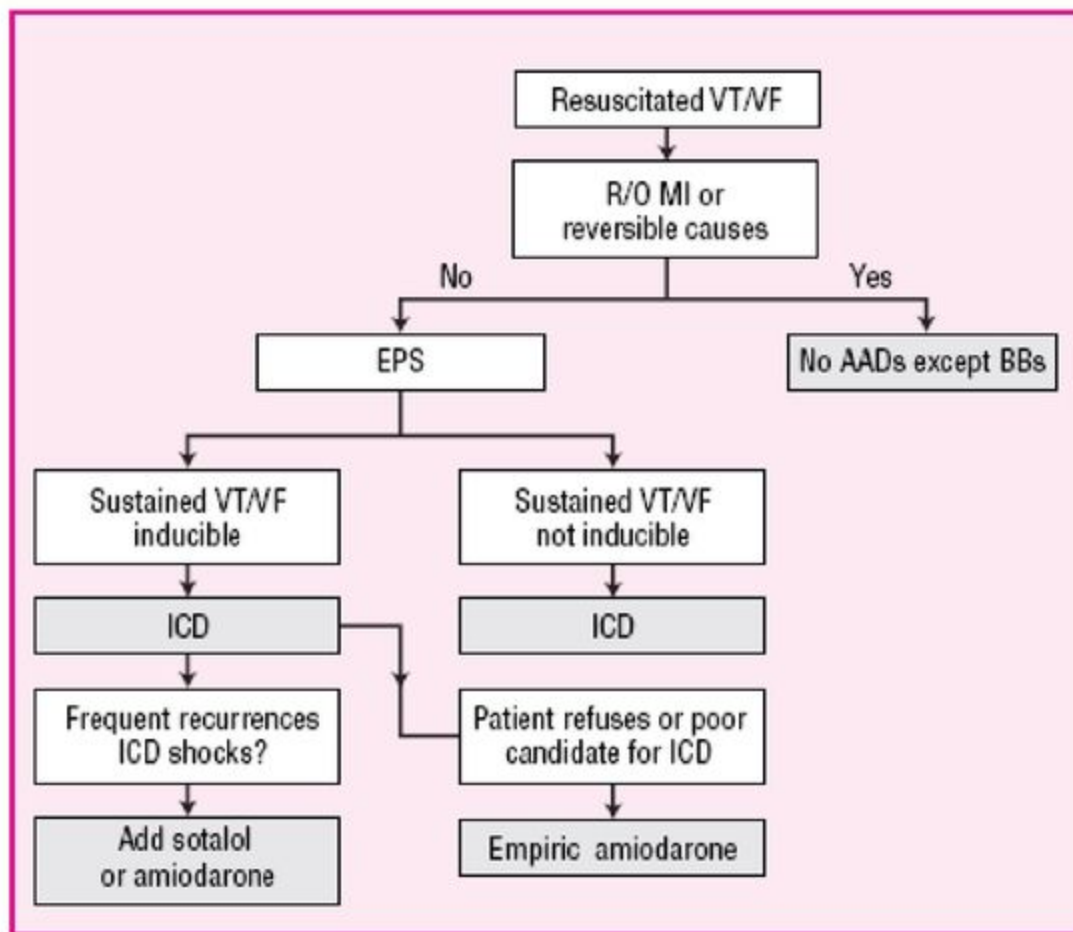 Resuscitated VT/VF
R/O MI or
reversible causes
No
Yes
EPS
No AADs except BBs
Sustained VT/VF
inducible
Sustained VT/VF
not inducible
ICD
ICD
Frequent recurrences
ICD shocks?
Patient refuses or poor
candidate for ICD
Add sotalol
or amiodarone
Empiric amiodarone